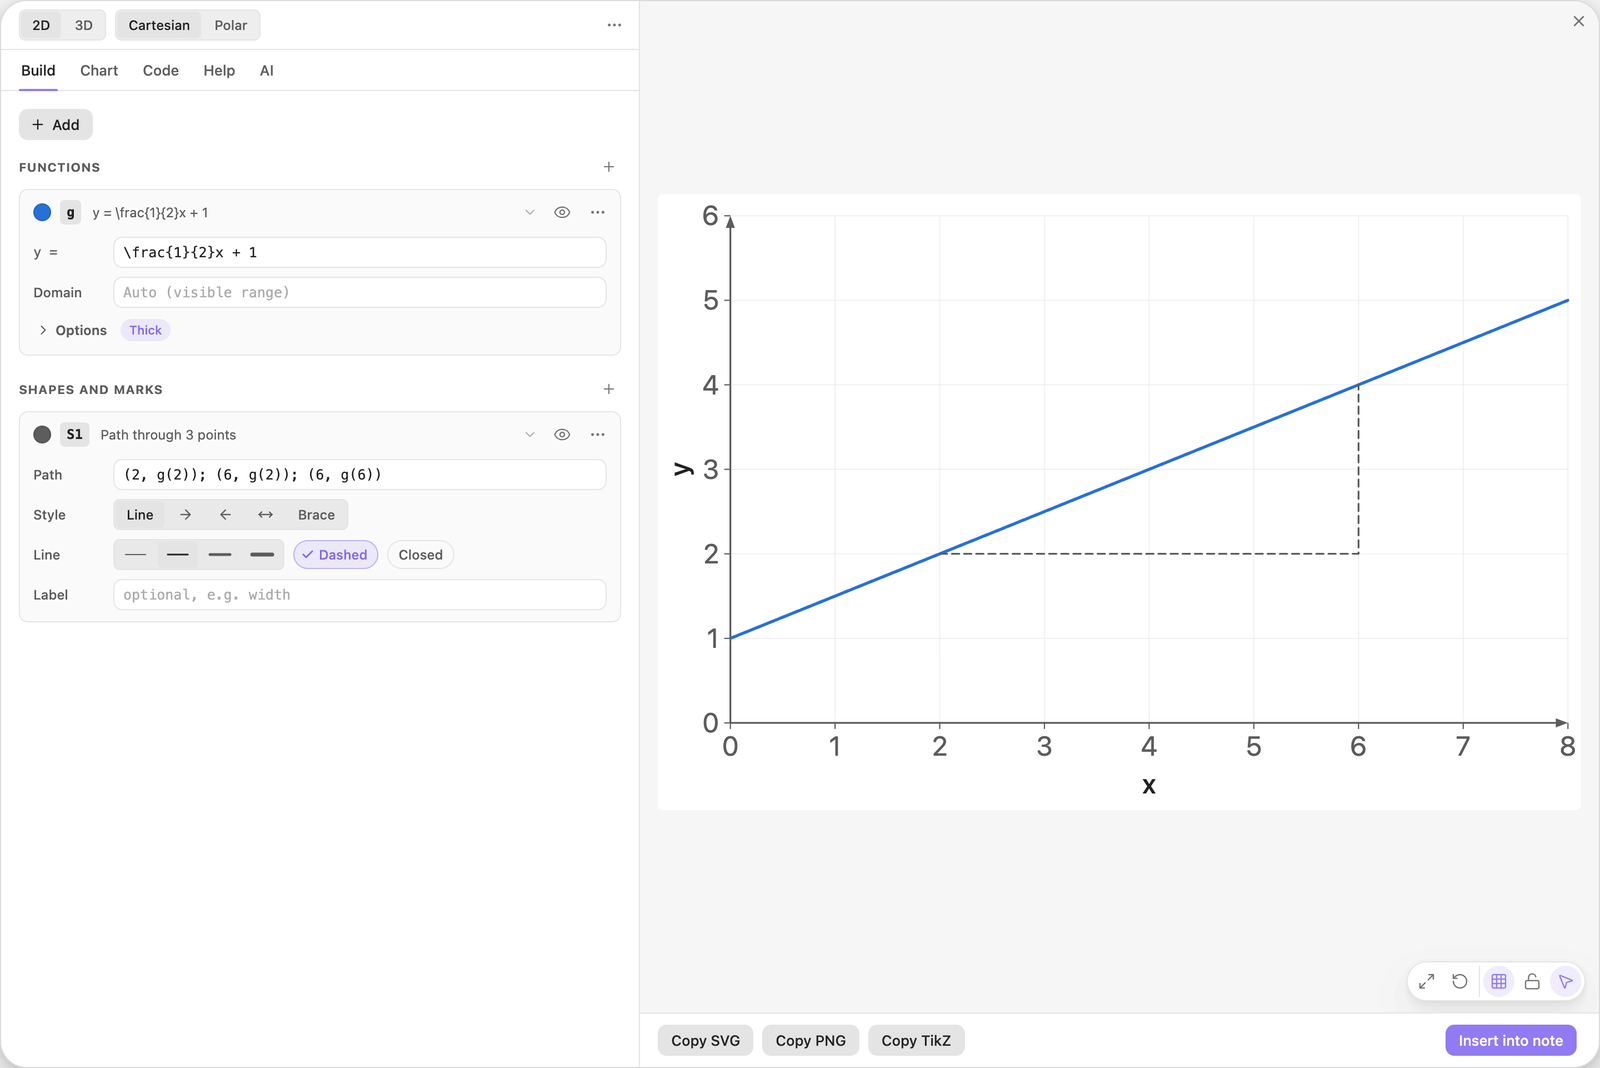 2D 3D Cartesian Polar
Build Chart Code Help AI
+ Add
FUNCTIONS
g y = \frac{1}{2}x + 1
y = \frac{1}{2}x + 1
Domain Auto (visible range)
Options Thick
SHAPES AND MARKS
S1 Path through 3 points
Path (2, g(2)); (6, g(2)); (6, g(6))
Style Line → ← ↔ Brace
Line Dashed Closed
Label optional, e.g. width
6
5
4
y 3
2
1
0
0 1 2 3 4 5 6 7 8
x
Copy SVG Copy PNG Copy TikZ Insert into note